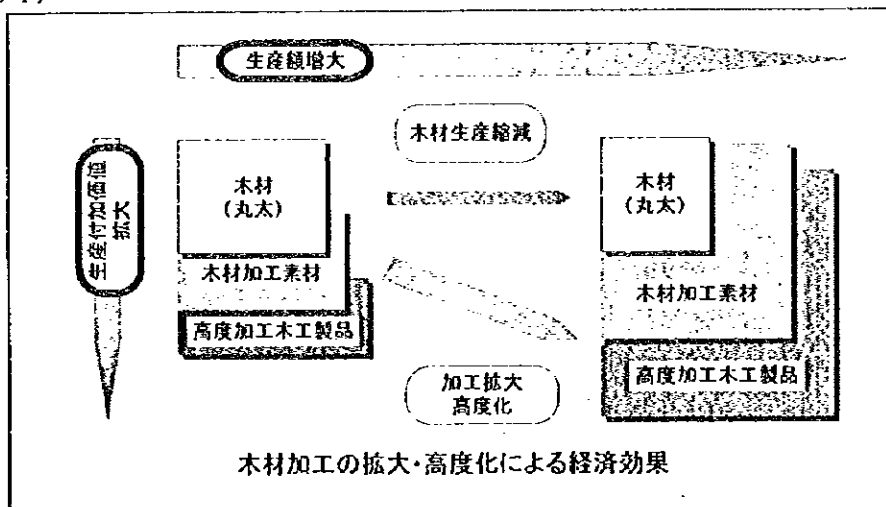 生産額増大
木材生産縮減
生産付加価値
拡大
木材
(丸太)
木材加工素材
高度加工木工製品
木材
(丸太)
木材加工素材
高度加工木工製品
加工拡大
高度化
木材加工の拡大・高度化による経済効果